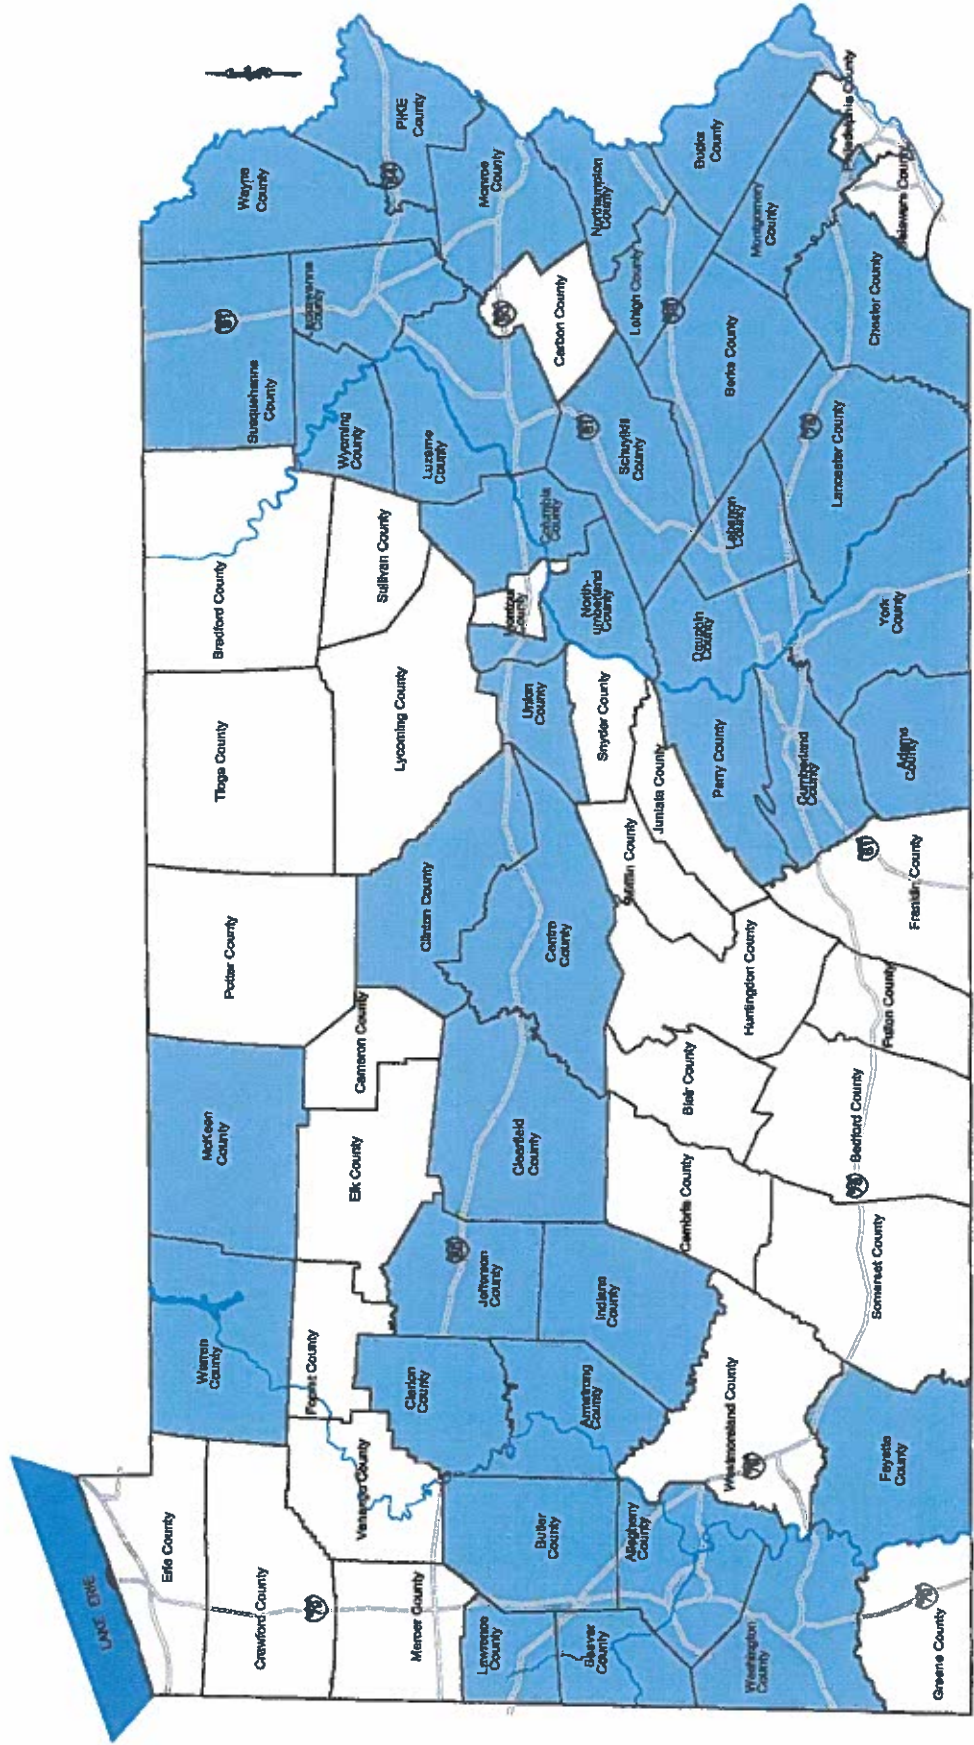 LAKE ERIE
Erie County
Crawford County
Mercer County
Venango County
Forest County
Warren
County
McKean
County
Elk County
Cameron County
Potter County
Tioga County
Bradford County
Susquehanna
County
Wayne
County
PIKE
County
Wyoming
County
Sullivan County
Lycoming County
Clinton County
Clearfield
County
Jefferson
County
Clarion
County
Armstrong
County
Indiana
County
Butler
County
Lawrence
County
Beaver
County
Allegheny
County
Washington
County
Greene County
Fayette
County
Westmoreland County
Somerset County
Cambria County
Bedford County
Blair County
Huntingdon County
Fulton County
Franklin County
Centre
County
Mifflin County
Juniata County
Snyder County
Union
County
Montour
County
Columbia
County
North-
umberland
County
Luzerne
County
Monroe
County
Carbon County
Northampton
County
Lehigh County
Schuylkill
County
Berks County
Lebanon
County
Dauphin
County
Perry County
Cumberland
County
Adams
County
York
County
Lancaster County
Chester County
Montgomery
County
Bucks
County
Philadelphia County
Delaware County